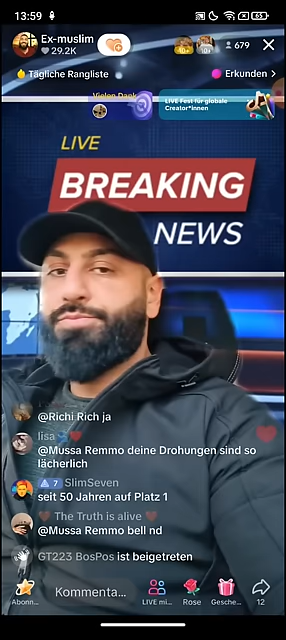 13:59
65
Ex-muslim
29.2K
679
Tägliche Rangliste
Erkunden >
Vielen Dank
LIVE Fest für globale
Creator*innen
LIVE
BREAKING
NEWS
@Richi Rich ja
lisa
@Mussa Remmo deine Drohungen sind so
lächerlich
7 SlimSeven
seit 50 Jahren auf Platz 1
The Truth is alive
@Mussa Remmo bell nd
GT223 BosPos ist beigetreten
Kommenta...
Abonn...
LIVE mi...
Rose
Gesche...
12